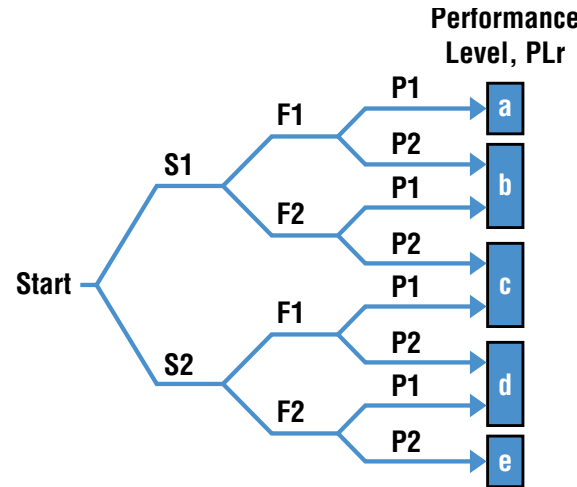 Performance
Level, PLr
P1
a
F1
P2
S1
b
P1
F2
P2
c
Start
P1
F1
P2
S2
d
P1
F2
P2
e